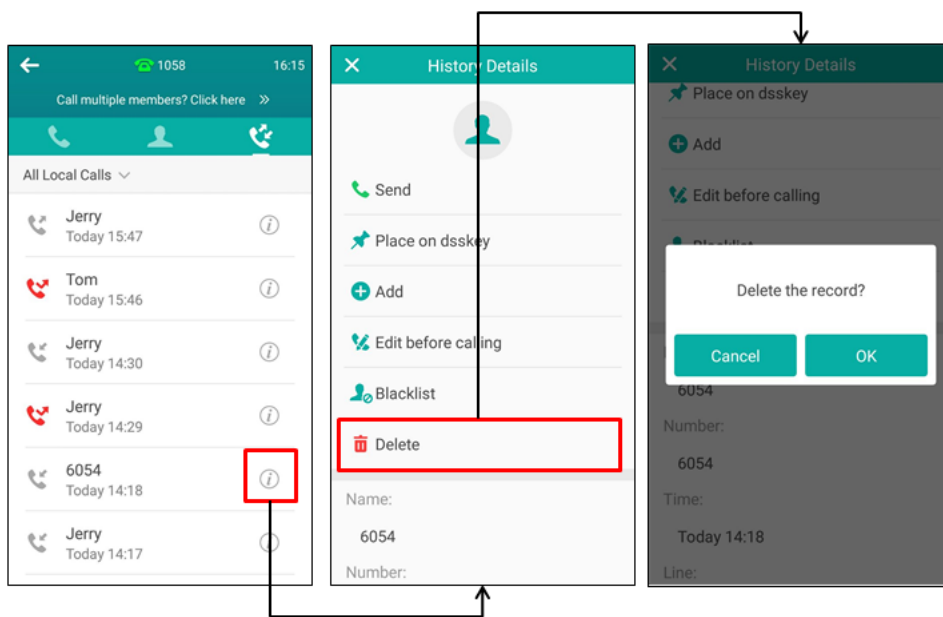 1058 16:15
Call multiple members? Click here »
All Local Calls
Jerry
Today 15:47
Tom
Today 15:46
Jerry
Today 14:30
Jerry
Today 14:29
6054
Today 14:18
Jerry
Today 14:17
History Details
Send
Place on dsskey
Add
Edit before calling
Blacklist
Delete
Name:
6054
Number:
History Details
Place on dsskey
Add
Edit before calling
Blacklist
Delete the record?
Cancel OK
6054
Number:
6054
Time:
Today 14:18
Line: